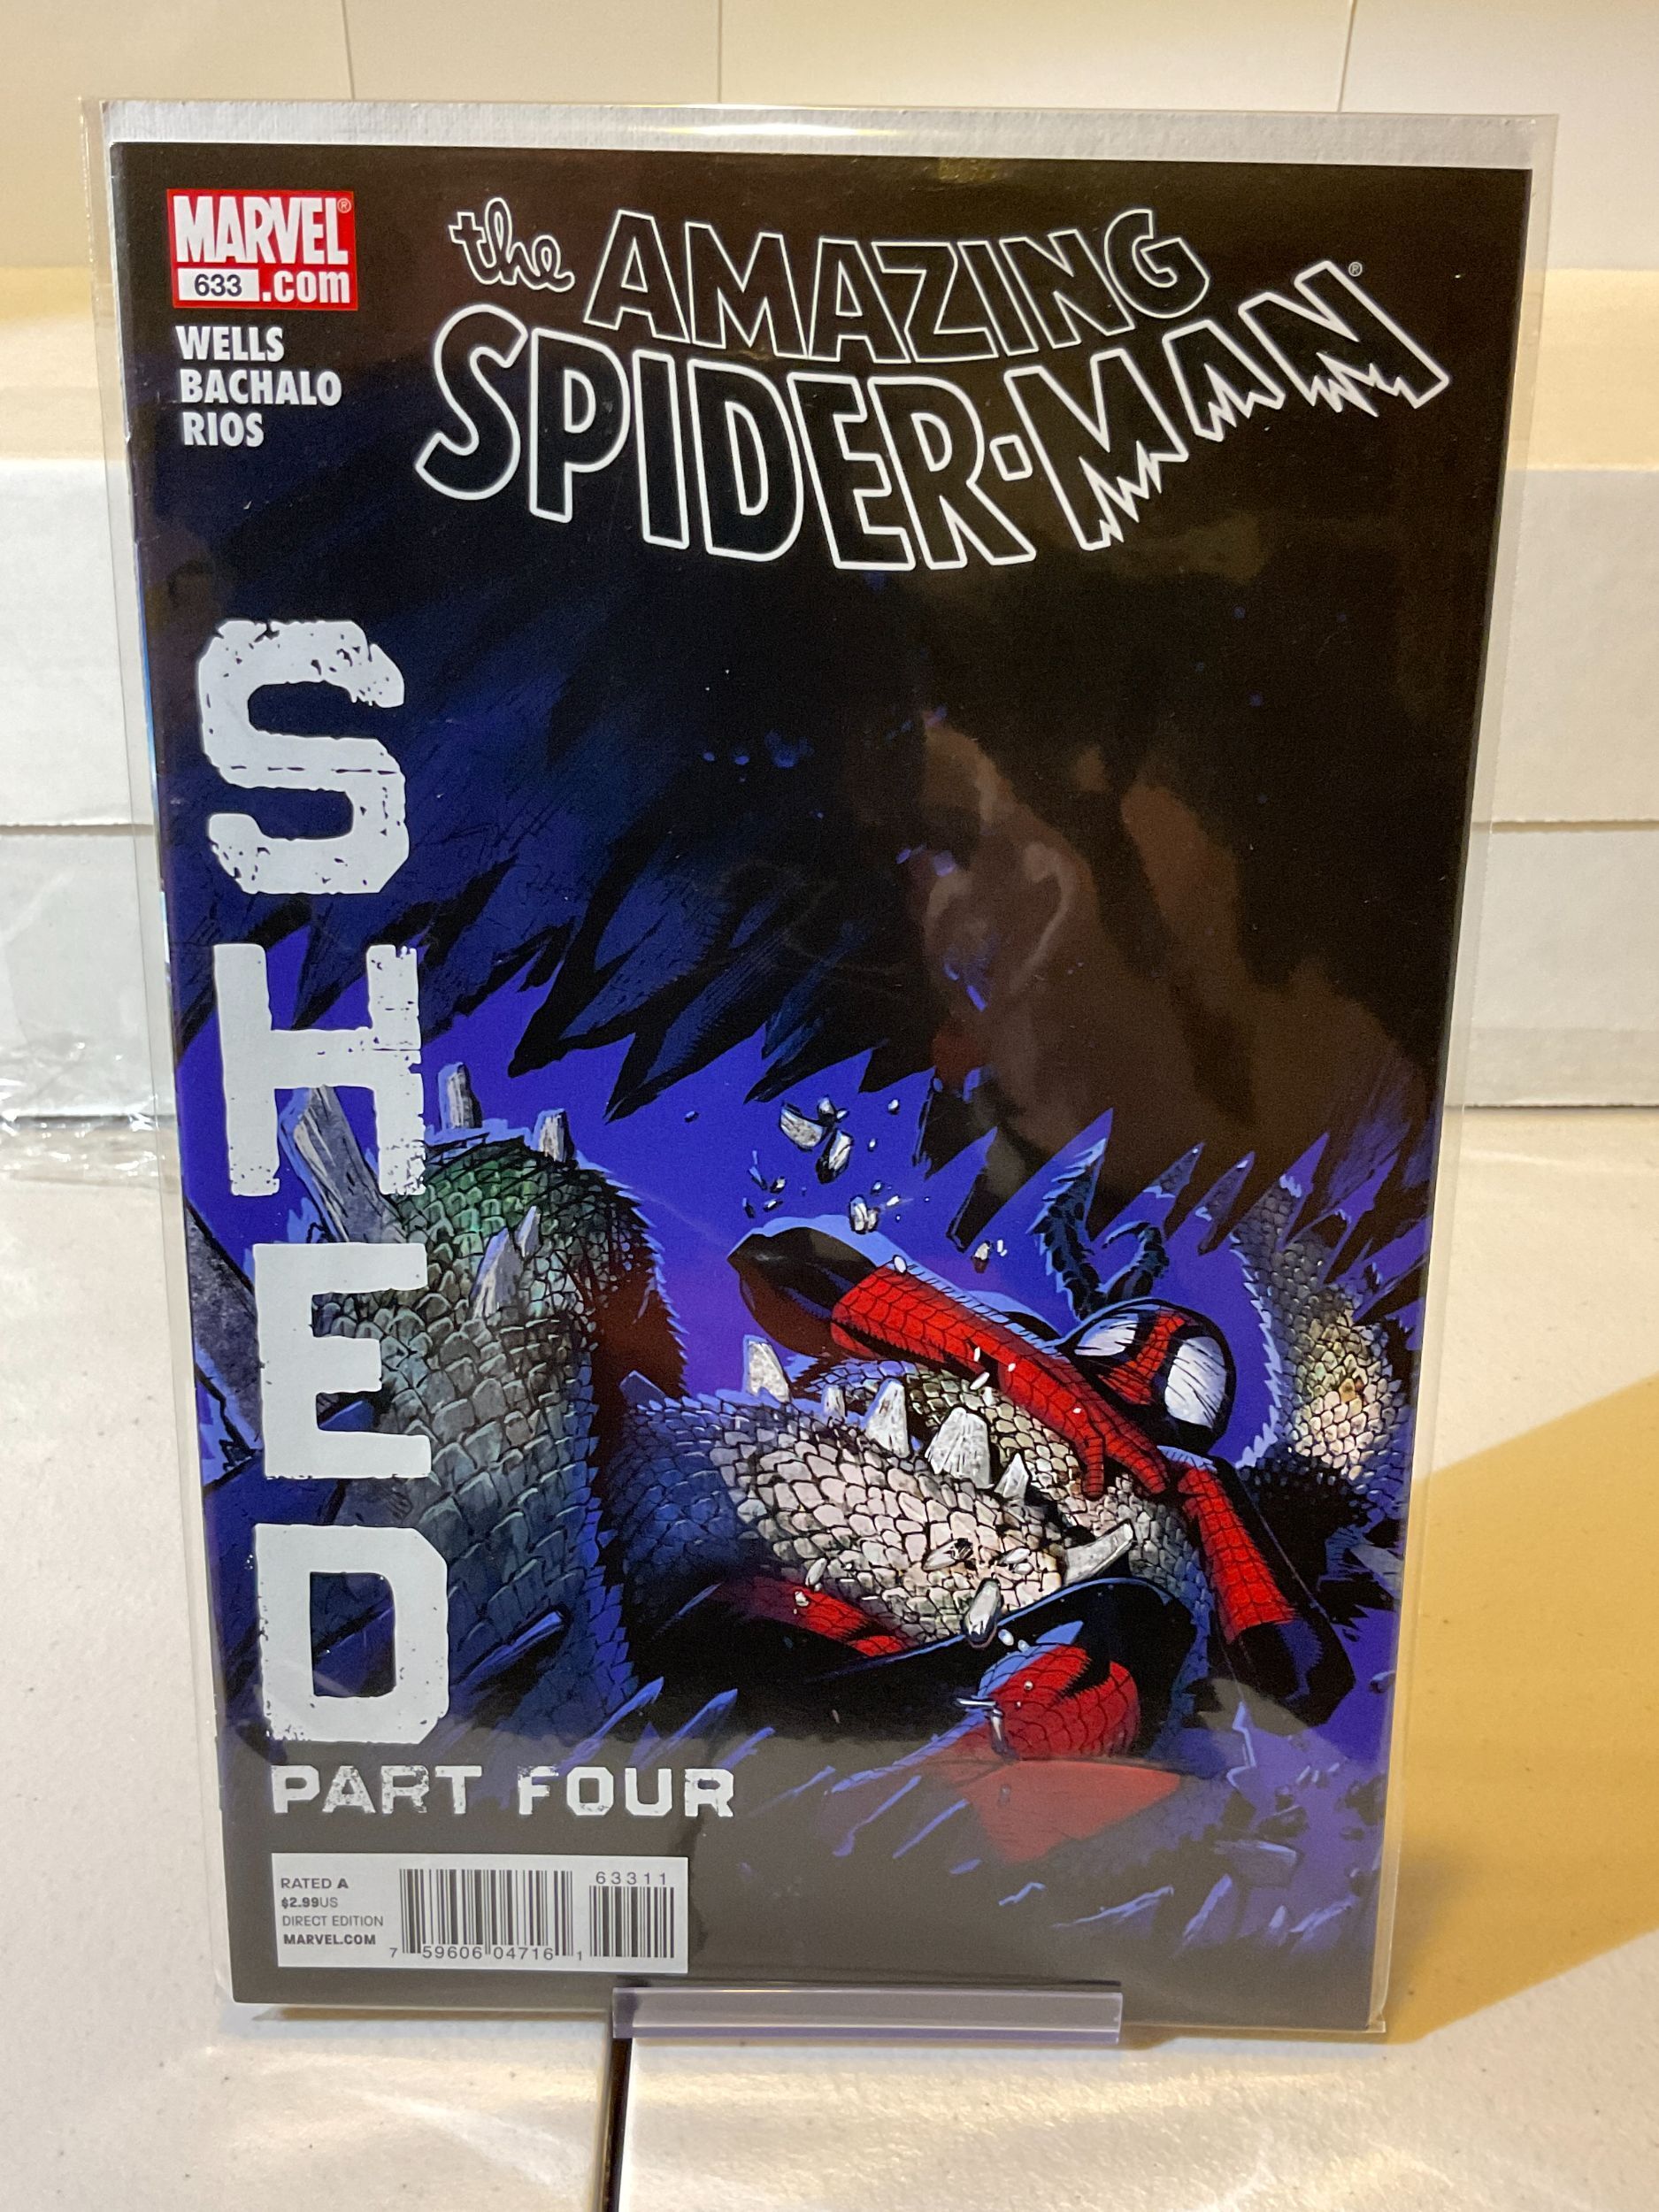 MARVEL®
633 .com
WELLS
BACHALO
RIOS
the AMAZING
SPIDER-MAN®
SHED
PART FOUR
RATED A
$2.99US
DIRECT EDITION
MARVEL.COM
63311
7 59606 04716 1